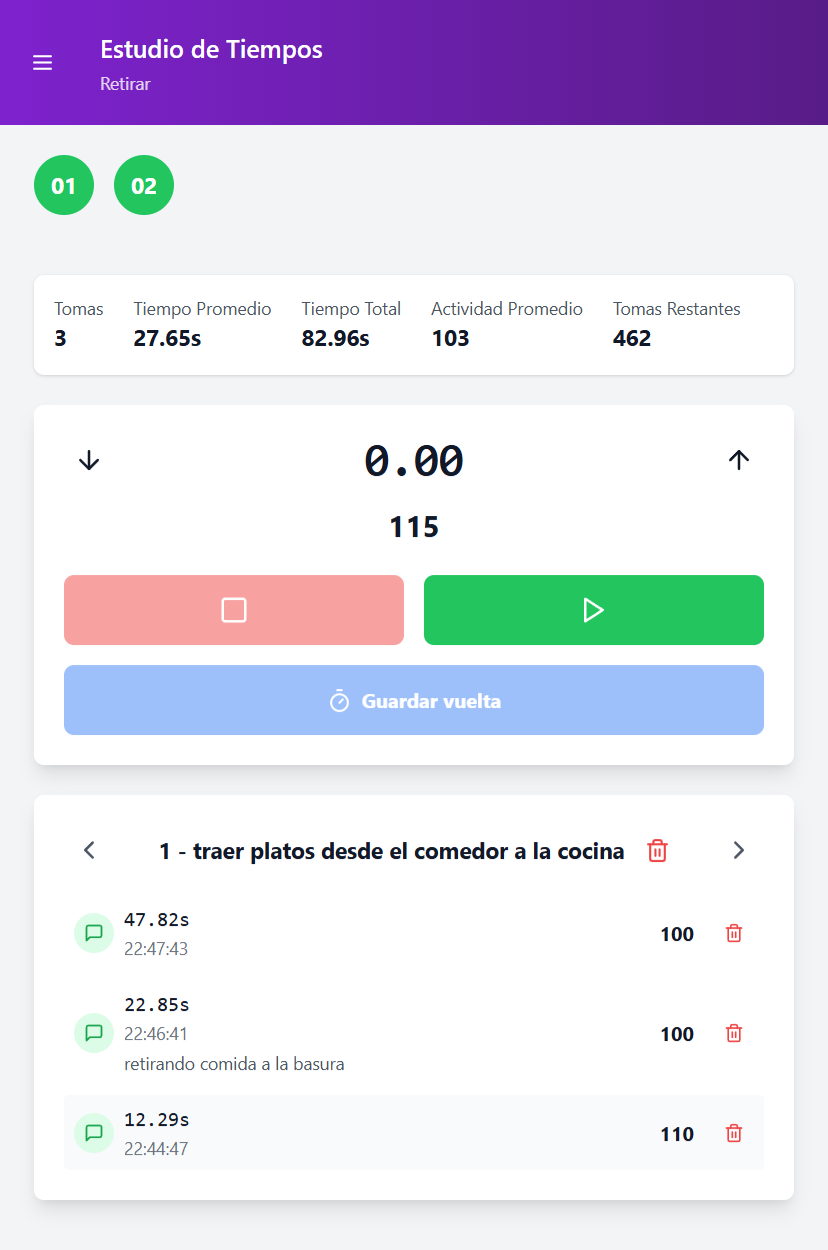 Estudio de Tiempos
Retirar
01 02
Tomas Tiempo Promedio Tiempo Total Actividad Promedio Tomas Restantes
3 27.65s 82.96s 103 462
0.00
115
Guardar vuelta
1 - traer platos desde el comedor a la cocina
47.82s
100
22:47:43
22.85s
22:46:41
100
retirando comida a la basura
12.29s
110
22:44:47